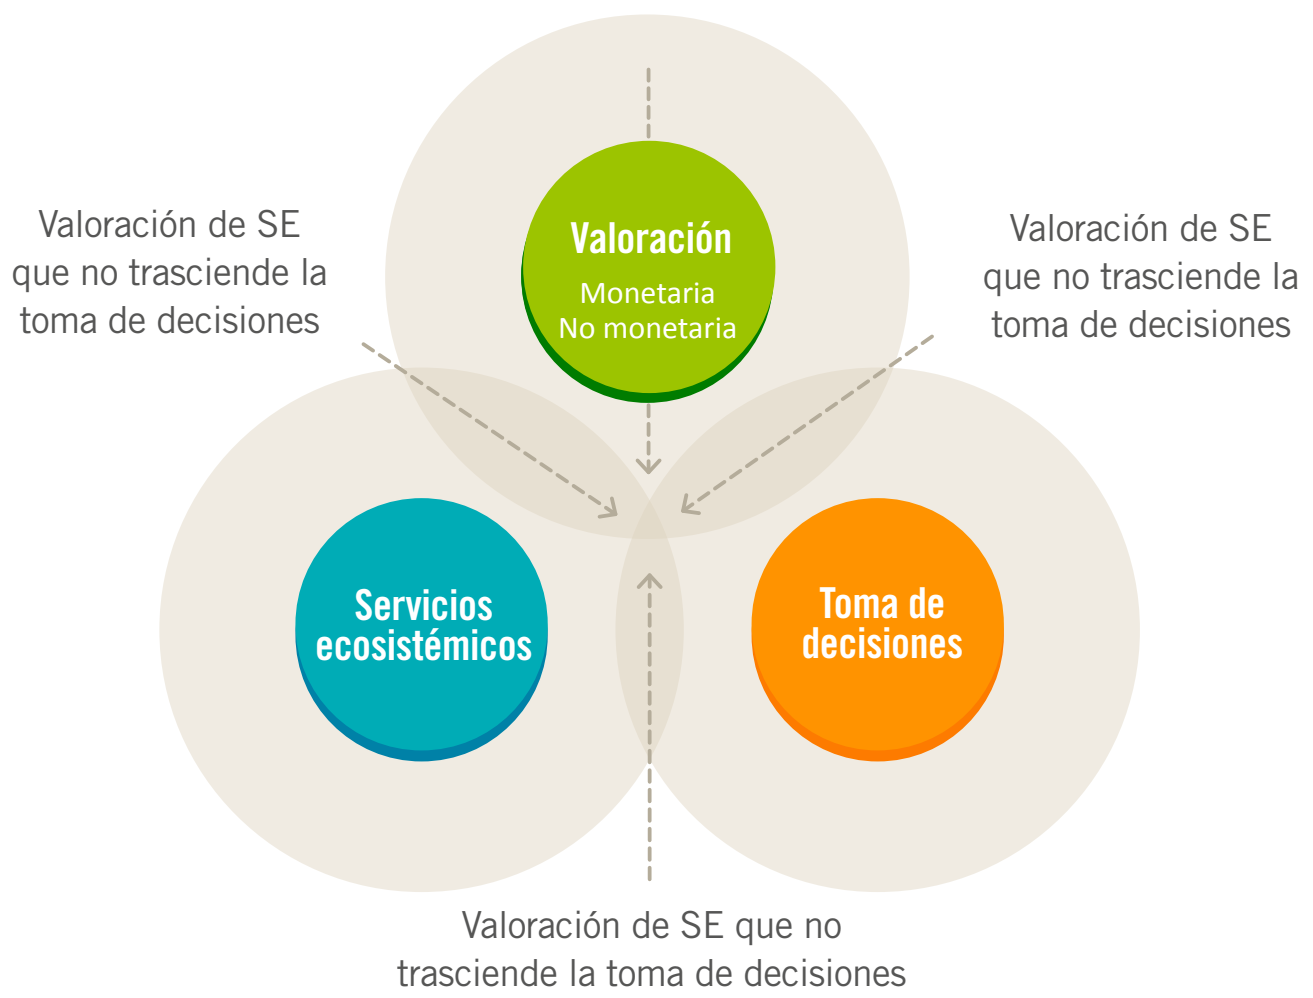 Valoración de SE
que no trasciende la
toma de decisiones
Valoración
Monetaria
No monetaria
Valoración de SE
que no trasciende la
toma de decisiones
Servicios
ecosistémicos
Toma de
decisiones
Valoración de SE que no
trasciende la toma de decisiones